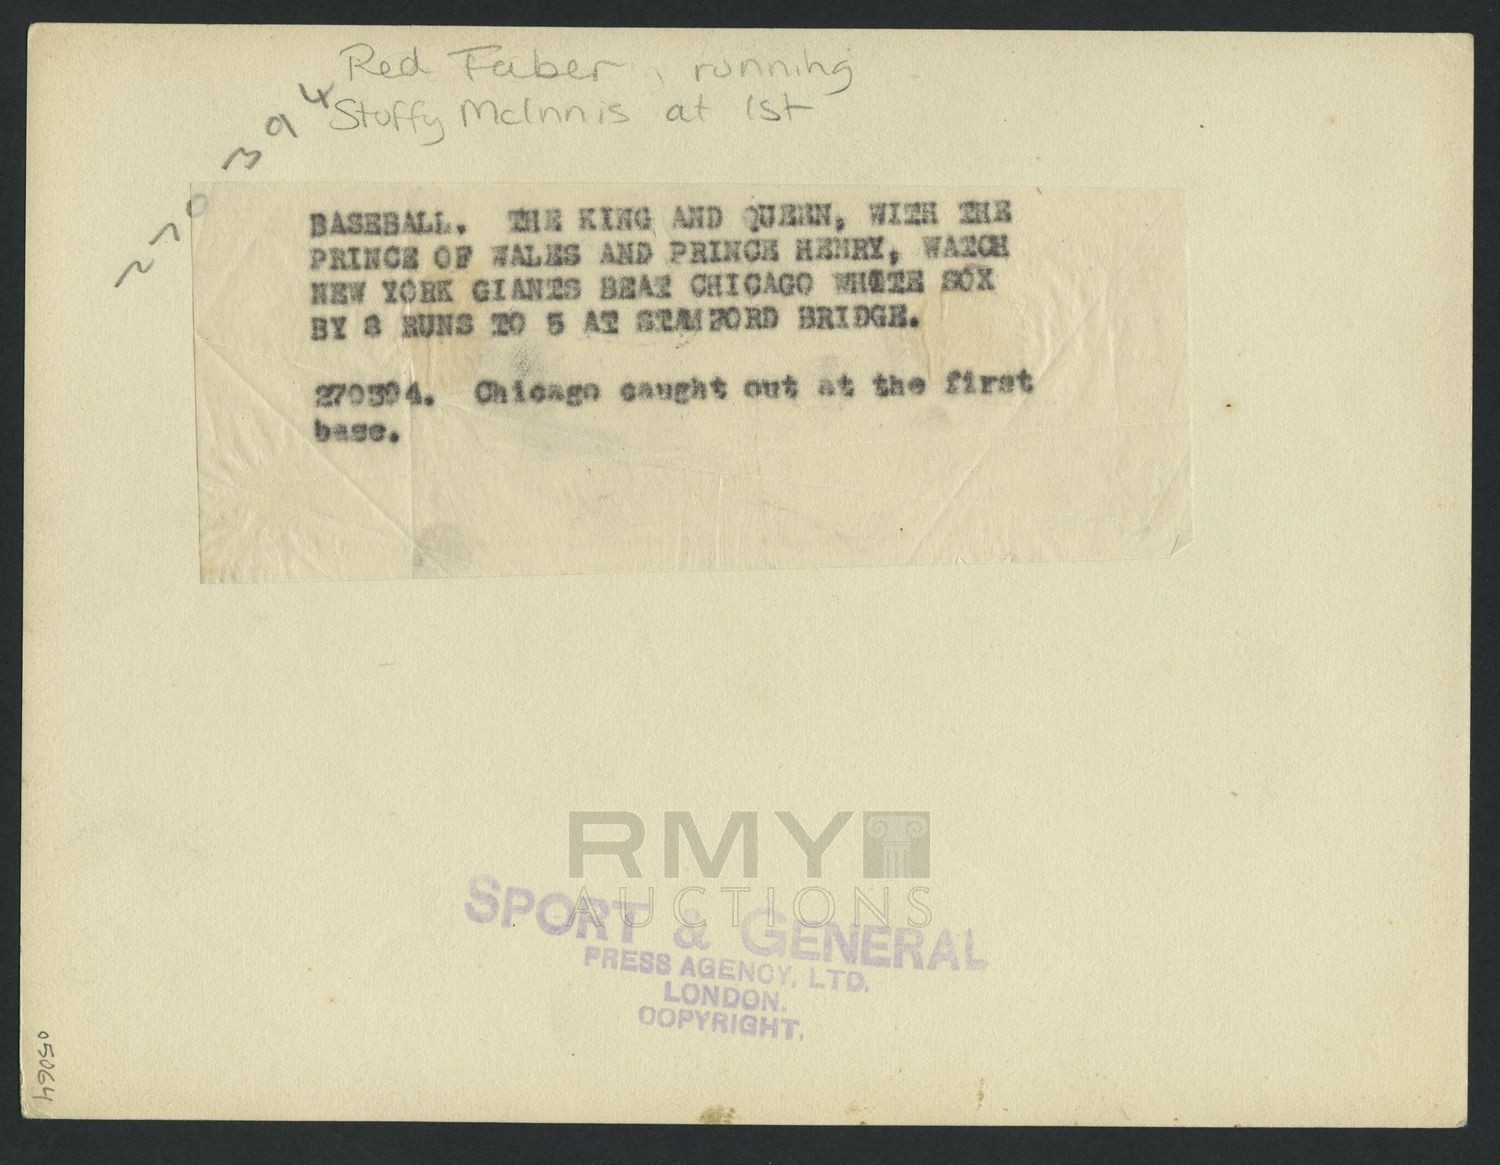 Red Faber, running
Stuffy McInnis at 1st
270394
BASEBALL. THE KING AND QUEEN, WITH THE
PRINCE OF WALES AND PRINCE HENRY, WATCH
NEW YORK GIANTS BEAT CHICAGO WHITE SOX
BY 8 RUNS TO 5 AT STAMFORD BRIDGE.
270394. Chicago caught out at the first
base.
RMY
AUCTIONS
SPORT & GENERAL
PRESS AGENCY, LTD.
LONDON.
COPYRIGHT.
05064